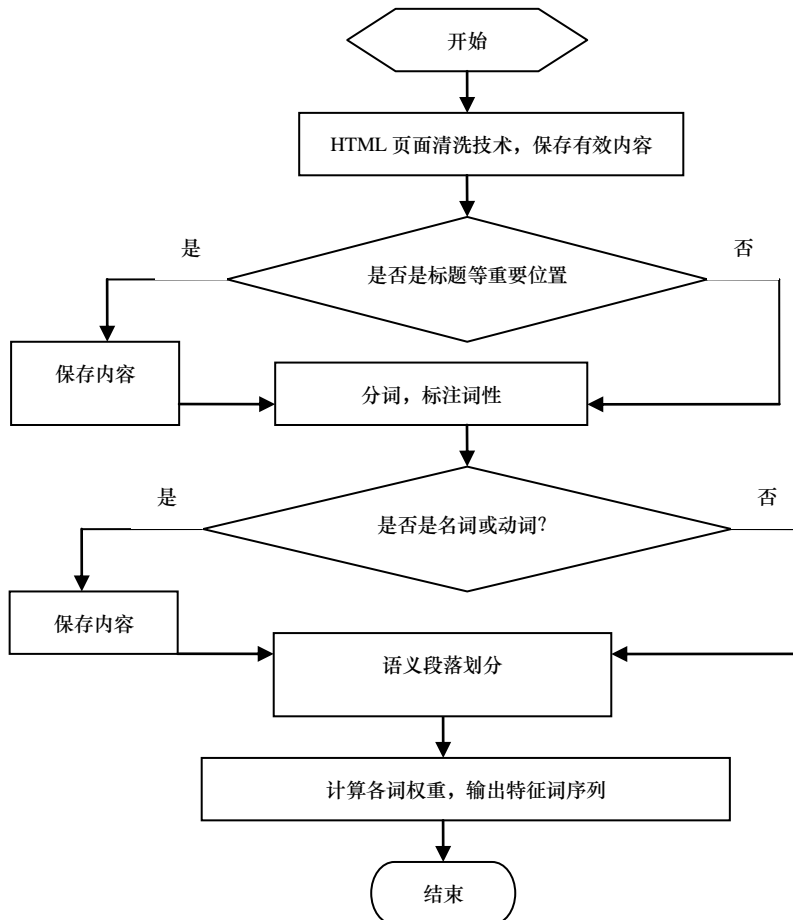 开始
HTML 页面清洗技术，保存有效内容
是
否
是否是标题等重要位置
保存内容
分词，标注词性
是
否
是否是名词或动词？
保存内容
语义段落划分
计算各词权重，输出特征词序列
结束